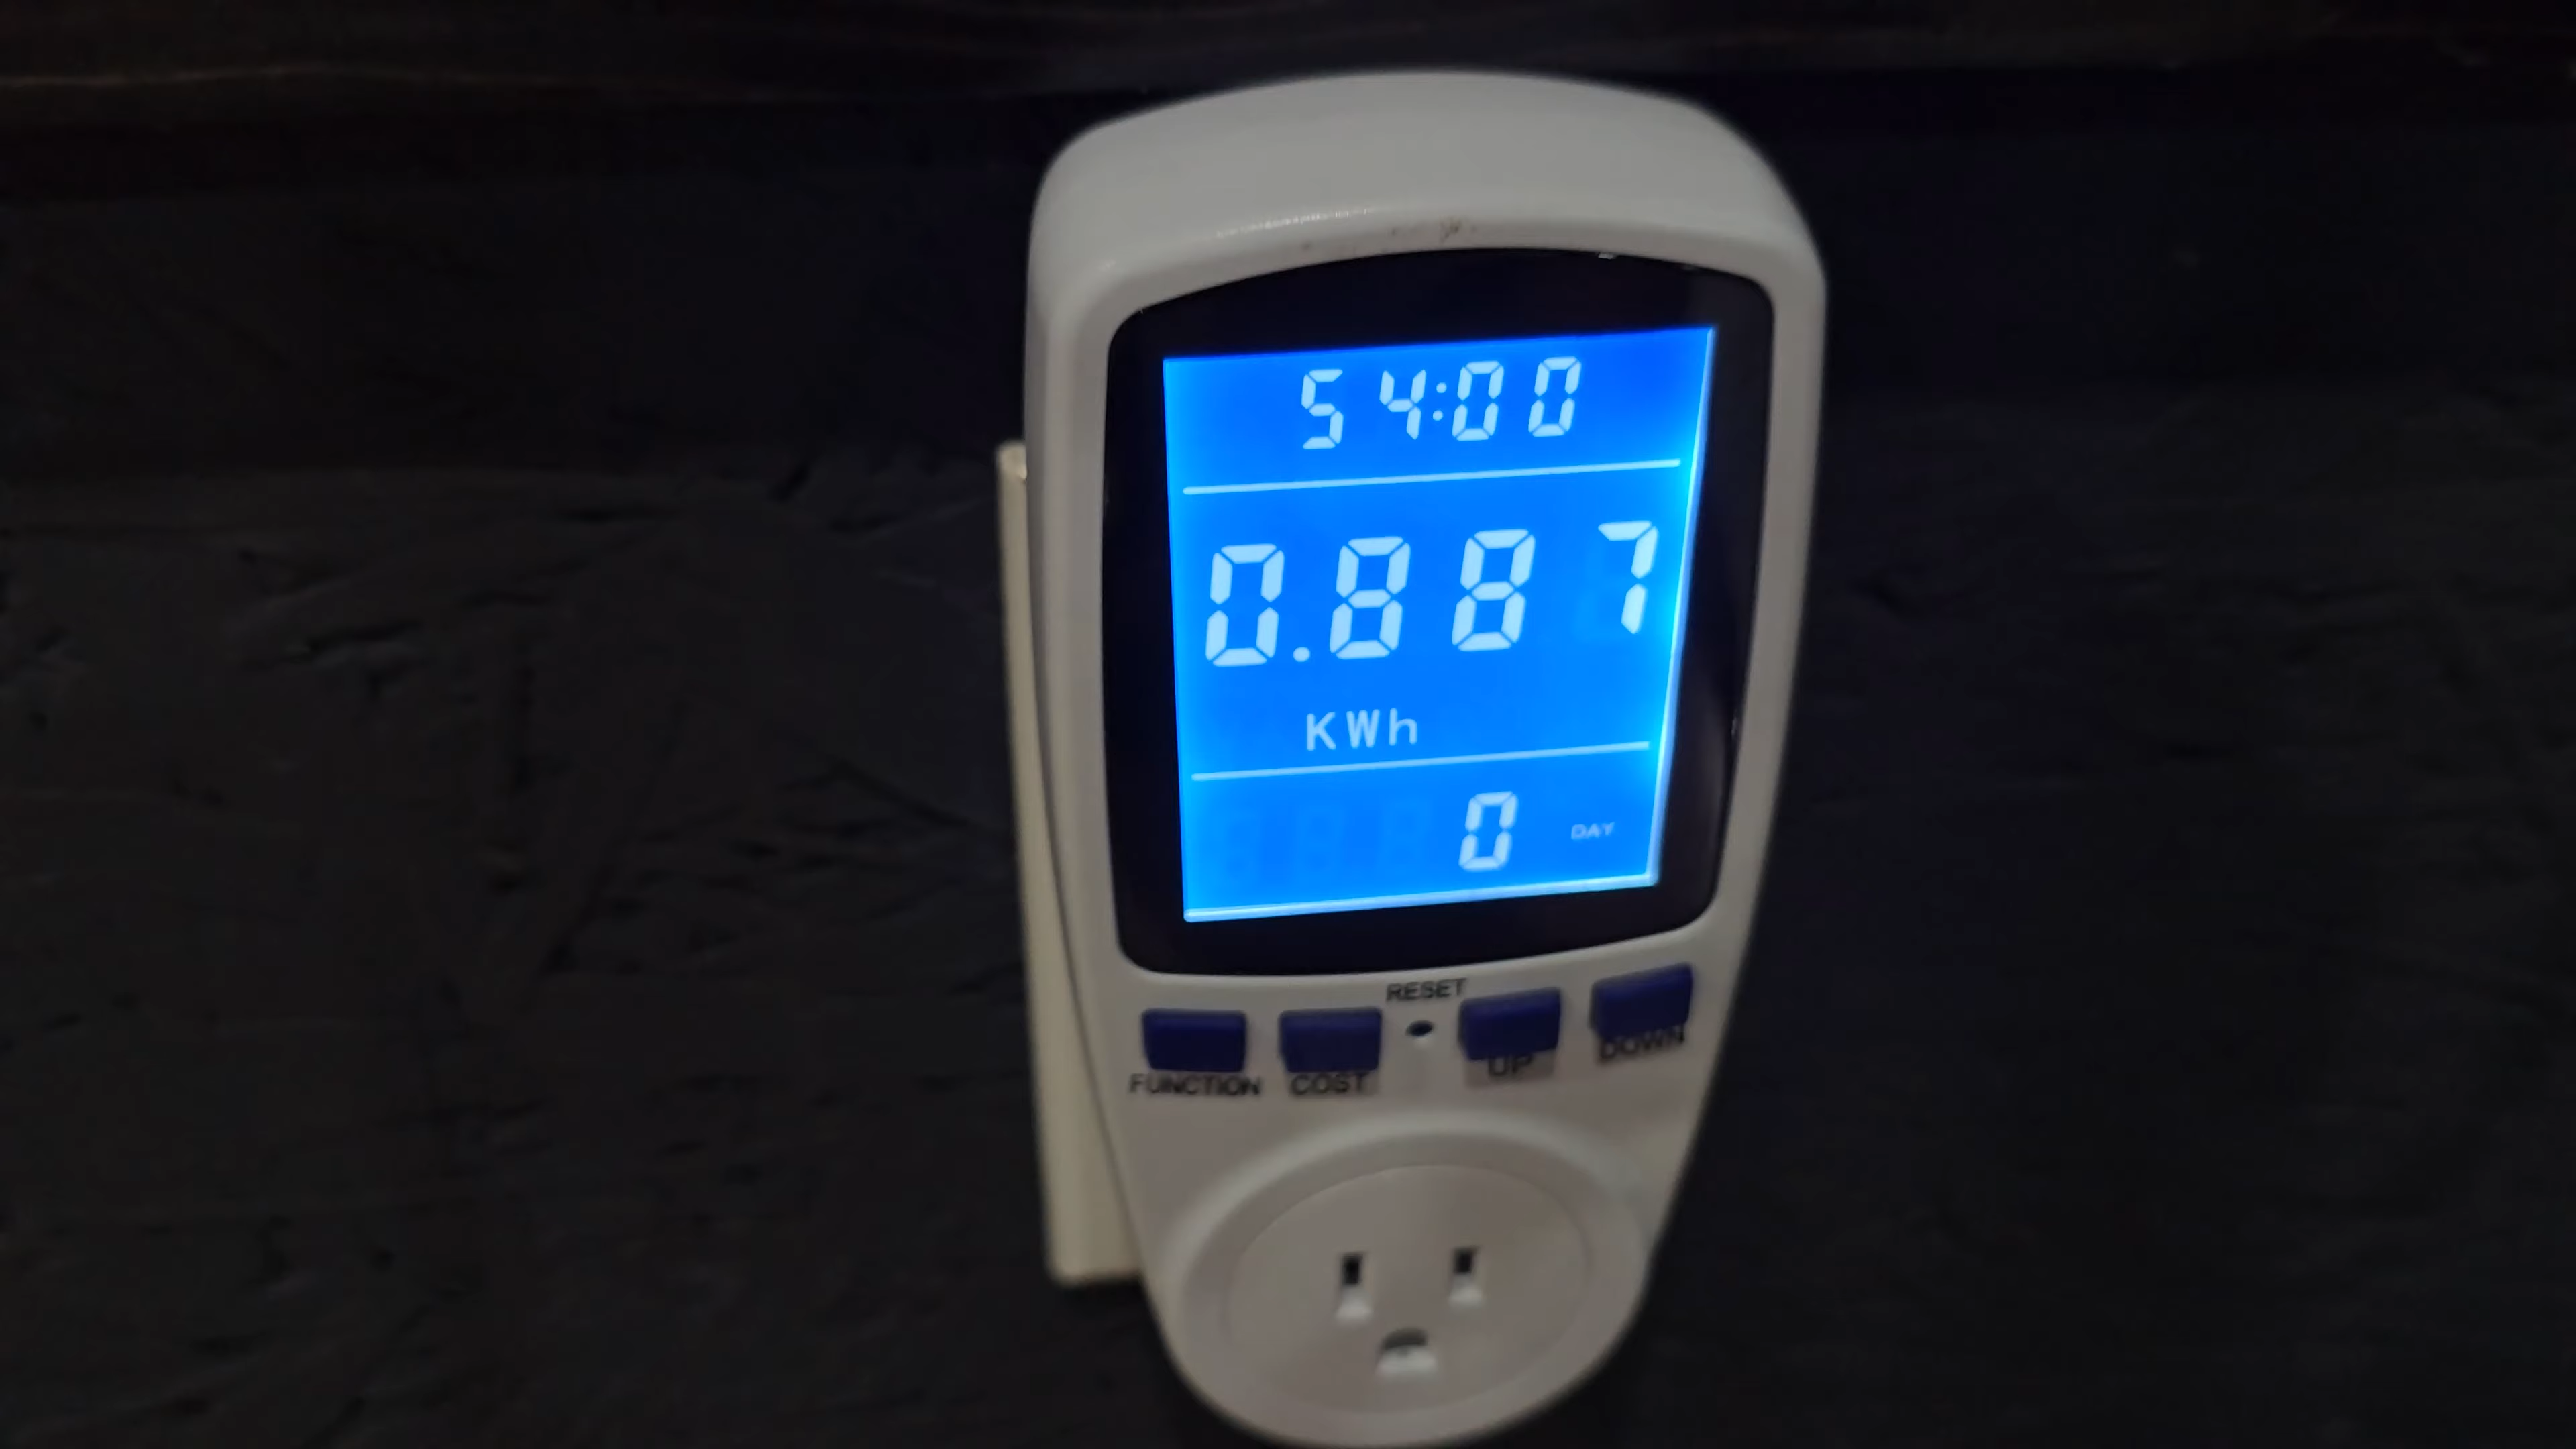 54:00
0.887
KWh
0 DAY
RESET
FUNCTION COST UP DOWN